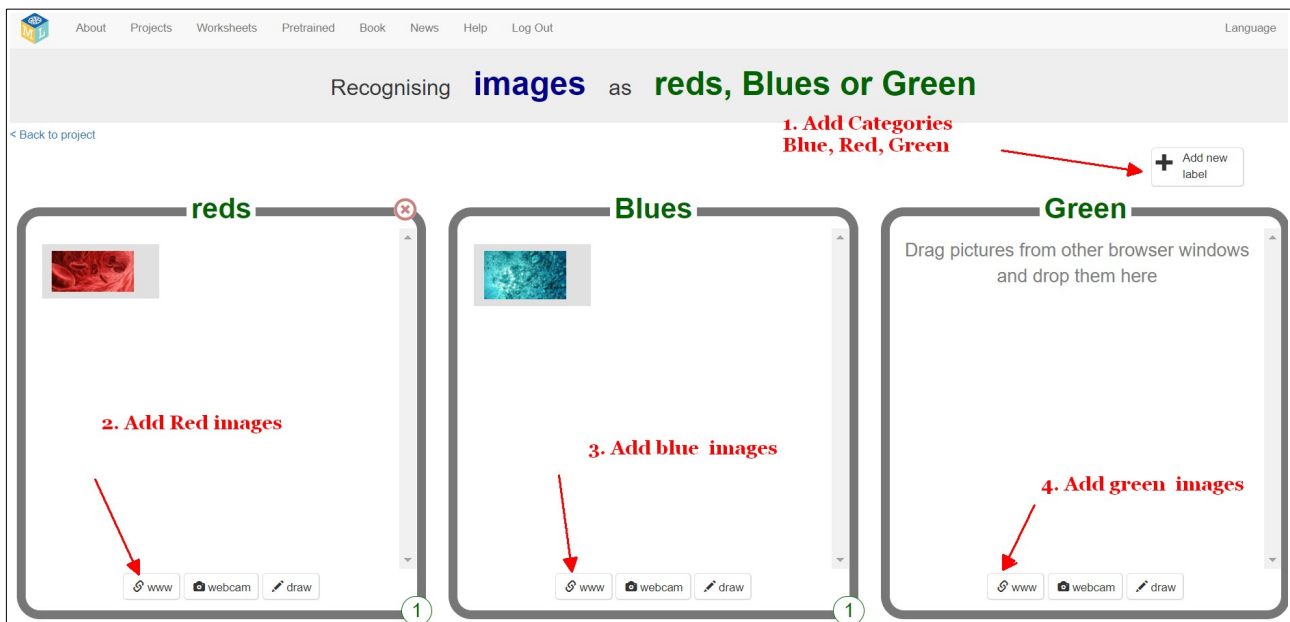 ML
About Projects Worksheets Pretrained Book News Help Log Out Language
Recognising images as reds, Blues or Green
< Back to project
1. Add Categories
Blue, Red, Green
Add new
label
reds
Blues
Green
Drag pictures from other browser windows
and drop them here
2. Add Red images
3. Add blue images
4. Add green images
www webcam draw
www webcam draw
www webcam draw
1
1